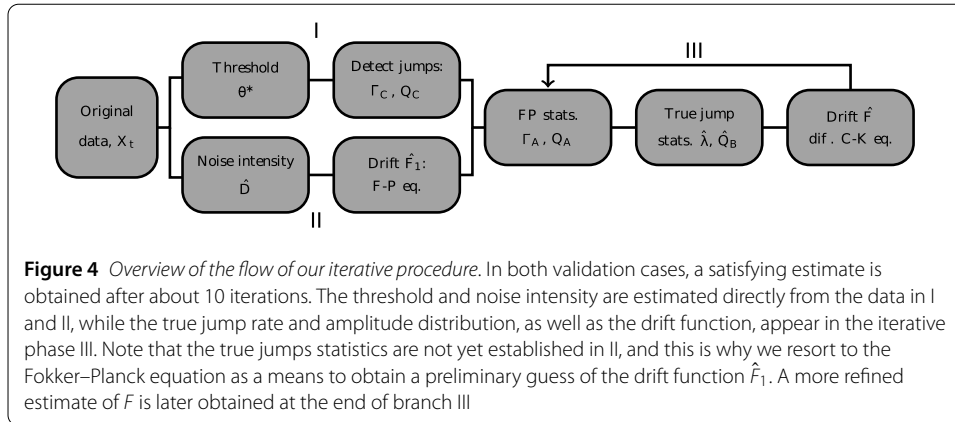 I
III
Threshold
θ*
Detect jumps:
Γ_C , Q_C
Original
data, X_t
FP stats.
Γ_A , Q_A
True jump
stats. λ̂, Q̂_B
Drift F̂
dif . C-K eq.
Noise intensity
D̂
Drift F̂_1:
F-P eq.
II
Figure 4 Overview of the flow of our iterative procedure. In both validation cases, a satisfying estimate is
obtained after about 10 iterations. The threshold and noise intensity are estimated directly from the data in I
and II, while the true jump rate and amplitude distribution, as well as the drift function, appear in the iterative
phase III. Note that the true jumps statistics are not yet established in II, and this is why we resort to the
Fokker–Planck equation as a means to obtain a preliminary guess of the drift function F̂_1. A more refined
estimate of F is later obtained at the end of branch III